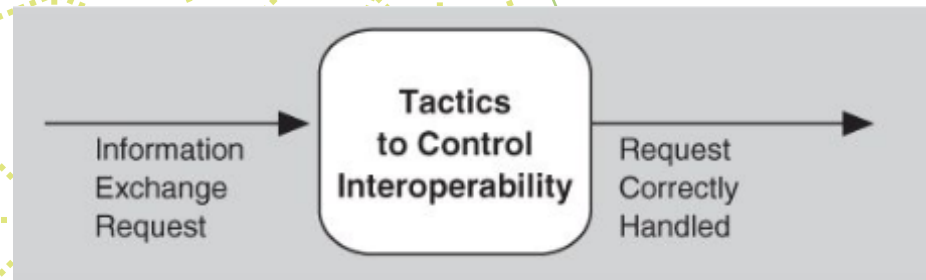 Information
Exchange
Request
Tactics
to Control
Interoperability
Request
Correctly
Handled